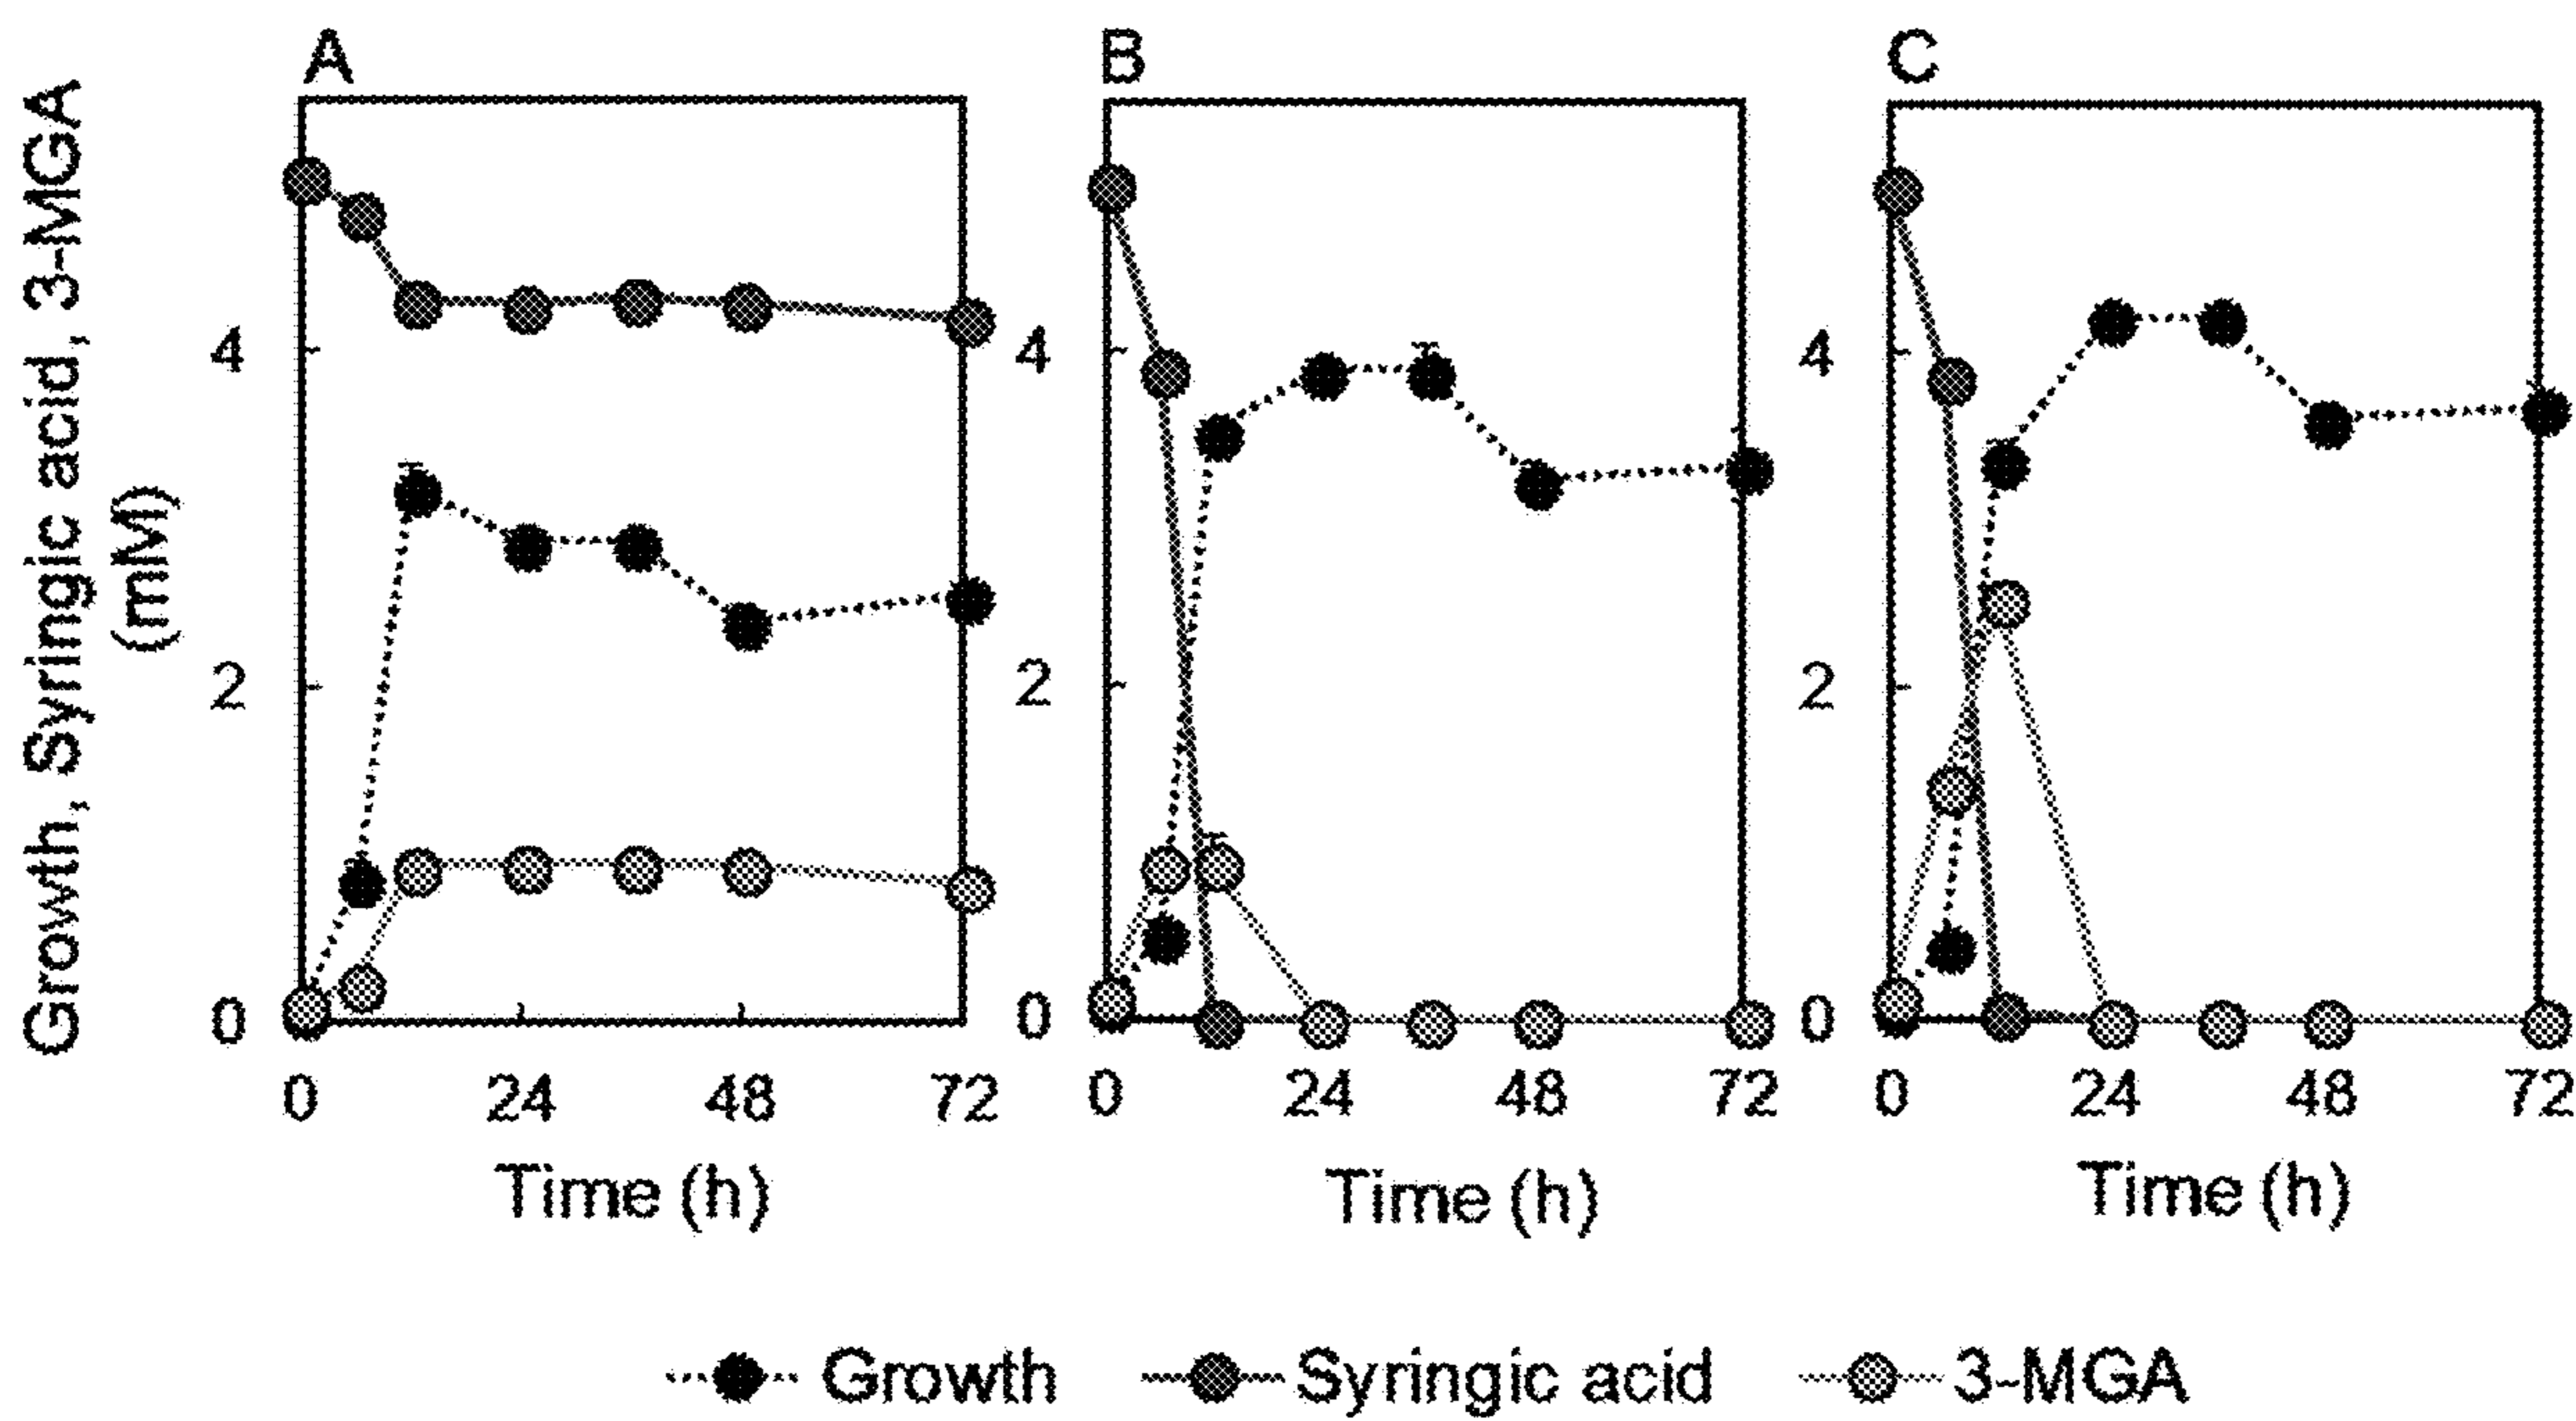 A B C
Growth, Syringic acid, 3-MGA
(mM)
4 4 4
2 2 2
0 0 0
0 24 48 72 0 24 48 72 0 24 48 72
Time (h) Time (h) Time (h)
Growth Syringic acid 3-MGA